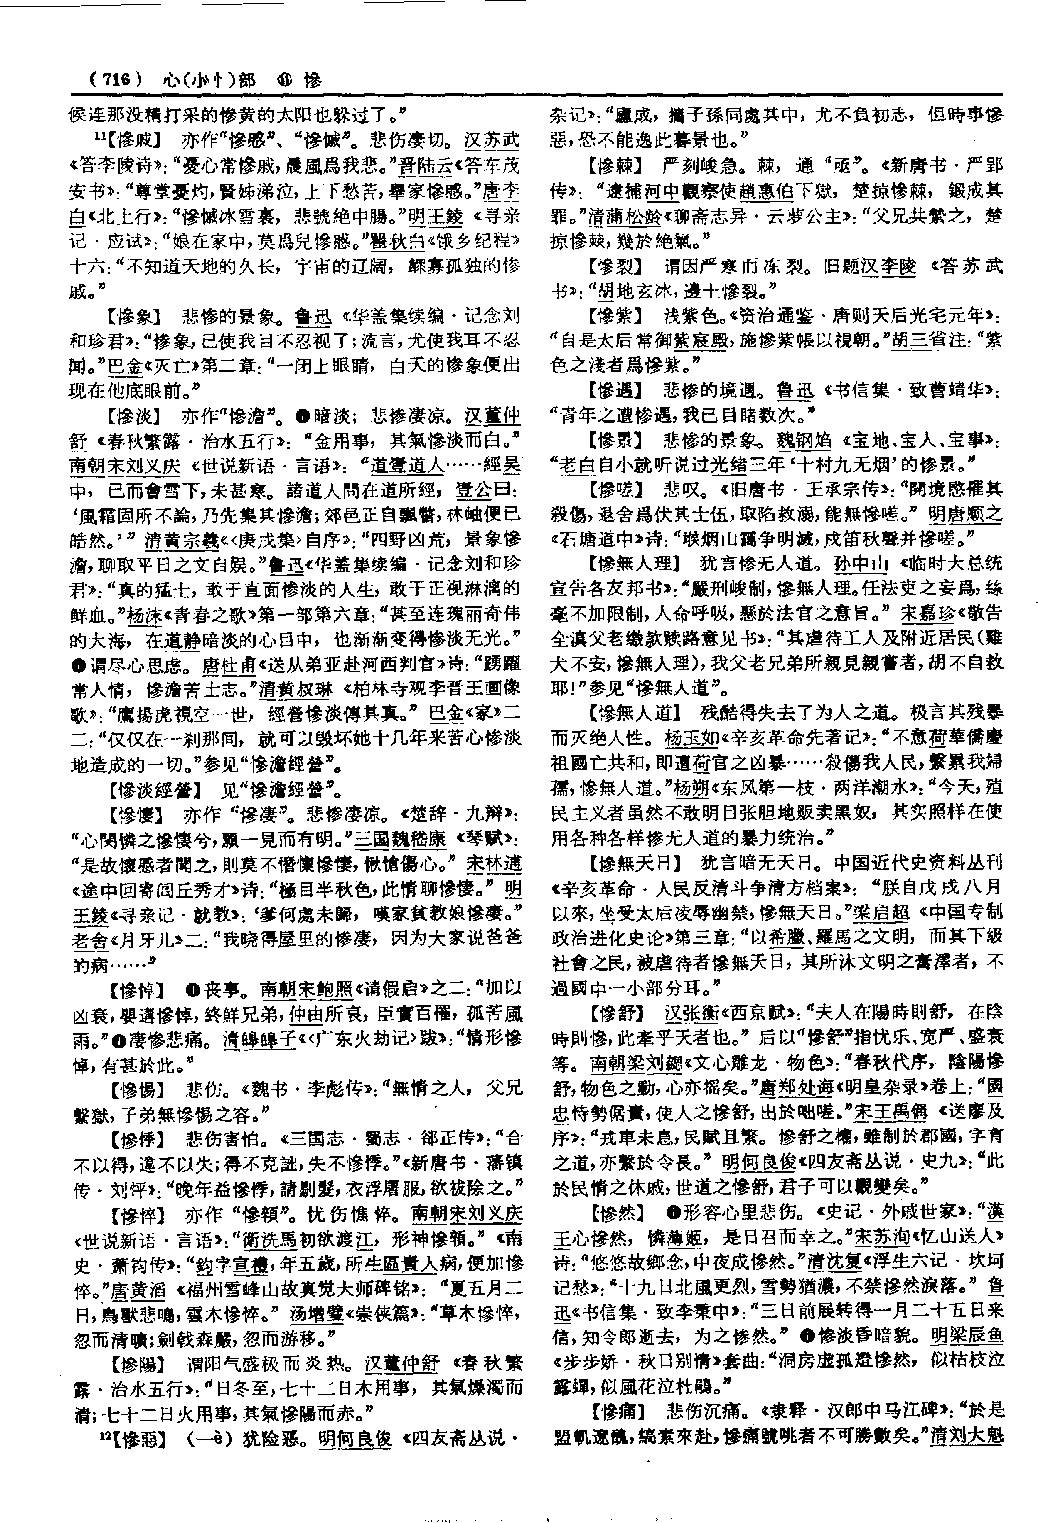 (716) 心(小忄)部 ⑪ 慘
候连那没精打采的惨黄的太阳也躲过了。”
¹¹【慘戚】 亦作“慘慼”、“慘慽”。悲伤凄切。汉苏武
《答李陵诗》：“憂心常慘戚，晨風爲我悲。”晋陆云《答车茂
安书》：“尊堂憂灼，賢姊涕泣，上下愁苦，舉家慘慼。”唐李
白《北上行》：“慘慽冰雪裏，悲號絶中腸。”明王錂《寻亲
记·应试》：“娘在家中，莫爲兒慘慼。”瞿秋白《饿乡纪程》
十六：“不知道天地的久长，宇宙的辽阔，鰥寡孤独的惨
戚。”
【慘象】 悲惨的景象。鲁迅《华盖集续编·记念刘
和珍君》：“惨象，已使我目不忍视了；流言，尤使我耳不忍
闻。”巴金《灭亡》第二章：“一闭上眼睛，白天的惨象便出
现在他底眼前。”
【慘淡】 亦作“慘澹”。❶暗淡；悲惨凄凉。汉董仲
舒《春秋繁露·治水五行》：“金用事，其氣慘淡而白。”
南朝宋刘义庆《世说新语·言语》：“道壹道人……經吴
中，已而會雪下，未甚寒。諸道人問在道所經，壹公曰：
‘風霜固所不論，乃先集其慘澹；郊邑正自飄瞥，林岫便已
皓然。’”清黄宗羲《〈庚戌集〉自序》：“四野凶荒，景象慘
澹，聊取平日之文自娱。”鲁迅《华盖集续编·记念刘和珍
君》：“真的猛士，敢于直面惨淡的人生，敢于正视淋漓的
鲜血。”杨沫《青春之歌》第一部第六章：“甚至连瑰丽奇伟
的大海，在道静暗淡的心目中，也渐渐变得惨淡无光。”
❷谓尽心思虑。唐杜甫《送从弟亚赴河西判官》诗：“踴躍
常人情，慘澹苦士志。”清黄叔琳《柏林寺观李晋王画像
歌》：“鷹揚虎視空一世，經營慘淡傳其真。”巴金《家》二
二：“仅仅在一刹那间，就可以毁坏她十几年来苦心惨淡
地造成的一切。”参见“慘澹經營”。
【慘淡經營】 见“慘澹經營”。
【慘悽】 亦作“慘凄”。悲惨凄凉。《楚辞·九辩》：
“心閔憐之慘悽兮，願一見而有明。”三国魏嵇康《琴赋》：
“是故懷慼者聞之，則莫不憯懍慘悽，愀愴傷心。”宋林逋
《途中回寄闾丘秀才》诗：“極目半秋色，此情聊慘悽。”明
王錂《寻亲记·就教》：“爹何處未歸，嘆家貧教娘慘凄。”
老舍《月牙儿》二：“我晓得屋里的惨凄，因为大家说爸爸
的病……”
【慘悼】 ❶丧事。南朝宋鲍照《请假启》之二：“加以
凶衰，嬰遘慘悼，終鮮兄弟，仲由所哀，臣實百罹，孤苦風
雨。”❷凄惨悲痛。清嶰嶰子《〈广东火劫记〉跋》：“情形慘
悼，有甚於此。”
【慘惕】 悲伤。《魏书·李彪传》：“無情之人，父兄
繫獄，子弟無慘惕之容。”
【慘悸】 悲伤害怕。《三国志·蜀志·郤正传》：“合
不以得，違不以失；得不克詘，失不慘悸。”《新唐书·藩镇
传·刘怦》：“晚年益慘悸，請剔髮，衣浮屠服，欲祓除之。”
【慘悴】 亦作“慘顇”。忧伤憔悴。南朝宋刘义庆
《世说新语·言语》：“衛洗馬初欲渡江，形神慘顇。”《南
史·萧钧传》：“鈞字宣禮，年五歲，所生區貴人病，便加慘
悴。”唐黄滔《福州雪峰山故真觉大师碑铭》：“夏五月二
日，鳥獸悲鳴，雲木慘悴。”汤增璧《崇侠篇》：“草木慘悴，
忽而清曠；劍戟森嚴，忽而游移。”
【慘陽】 谓阳气盛极而炎热。汉董仲舒《春秋繁
露·治水五行》：“日冬至，七十二日木用事，其氣燥濁而
清；七十二日火用事，其氣慘陽而赤。”
¹²【慘惡】 （—è）犹险恶。明何良俊《四友斋丛说·
杂记》：“廬成，攜子孫同處其中，尤不負初志，但時事慘
惡，恐不能逸此暮景也。”
【慘棘】 严刻峻急。棘，通“亟”。《新唐书·严郢
传》：“逮捕河中觀察使趙惠伯下獄，楚掠慘棘，鍛成其
罪。”清蒲松龄《聊斋志异·云萝公主》：“父兄共縶之，楚
掠慘棘，幾於絶氣。”
【慘裂】 谓因严寒而冻裂。旧题汉李陵《答苏武
书》：“胡地玄冰，邊土慘裂。”
【慘紫】 浅紫色。《资治通鉴·唐则天后光宅元年》：
“自是太后常御紫宸殿，施慘紫帳以視朝。”胡三省注：“紫
色之淺者爲慘紫。”
【慘遇】 悲惨的境遇。鲁迅《书信集·致曹靖华》：
“青年之遭惨遇，我已目睹数次。”
【慘景】 悲惨的景象。魏钢焰《宝地、宝人、宝事》：
“老白自小就听说过光绪三年‘十村九无烟’的惨景。”
【慘嗟】 悲叹。《旧唐书·王承宗传》：“閔境愍罹其
殺傷，退舍爲伏其士伍，取陷救溺，能無慘嗟。”明唐顺之
《石塘道中》诗：“墩烟山靄争明滅，戍笛秋聲并慘嗟。”
【慘無人理】 犹言惨无人道。孙中山《临时大总统
宣告各友邦书》：“嚴刑峻制，慘無人理。任法吏之妄爲，絲
毫不加限制，人命呼吸，懸於法官之意旨。”宋嘉珍《敬告
全滇父老缴款赎路意见书》：“其虐待工人及附近居民（雞
犬不安，慘無人理），我父老兄弟所親見親嘗者，胡不自救
耶！”参见“慘無人道”。
【慘無人道】 残酷得失去了为人之道。极言其残暴
而灭绝人性。杨玉如《辛亥革命先著记》：“不意荷華僑慶
祖國亡共和，即遭荷官之凶暴……殺傷我人民，繫累我婦
孺，慘無人道。”杨朔《东风第一枝·两洋潮水》：“今天，殖
民主义者虽然不敢明目张胆地贩卖黑奴，其实照样在使
用各种各样惨无人道的暴力统治。”
【慘無天日】 犹言暗无天日。中国近代史资料丛刊
《辛亥革命·人民反清斗争清方档案》：“朕自戊戌八月
以來，坐受太后凌辱幽禁，慘無天日。”梁启超《中国专制
政治进化史论》第三章：“以希臘、羅馬之文明，而其下級
社會之民，被虐待者慘無天日，其所沐文明之膏澤者，不
過國中一小部分耳。”
【慘舒】 汉张衡《西京赋》：“夫人在陽時則舒，在陰
時則慘，此牽乎天者也。”后以“慘舒”指忧乐、宽严、盛衰
等。南朝梁刘勰《文心雕龙·物色》：“春秋代序，陰陽慘
舒，物色之動，心亦摇矣。”唐郑处诲《明皇杂录》卷上：“國
忠恃勢倨貴，使人之慘舒，出於咄嗟。”宋王禹偁《送廖及
序》：“戎車未息，民賦且繁。慘舒之權，雖制於郡國，字育
之道，亦繫於令長。”明何良俊《四友斋丛说·史九》：“此
於民情之休戚，世道之慘舒，君子可以觀變矣。”
【慘然】 ❶形容心里悲伤。《史记·外戚世家》：“漢
王心慘然，憐薄姬，是日召而幸之。”宋苏洵《忆山送人》
诗：“悠悠故鄉念，中夜成慘然。”清沈复《浮生六记·坎坷
记愁》：“十九日北風更烈，雪勢猶濃，不禁慘然淚落。”鲁
迅《书信集·致李秉中》：“三日前展转得一月二十五日来
信，知令郎逝去，为之惨然。”❷惨淡昏暗貌。明梁辰鱼
《步步娇·秋日别情》套曲：“洞房虚孤燈慘然，似枯枝泣
露蟬，似風花泣杜鵑。”
【慘痛】 悲伤沉痛。《隶释·汉郎中马江碑》：“於是
盟軌遼醜，縞素來赴，慘痛號咷者不可勝數矣。”清刘大魁